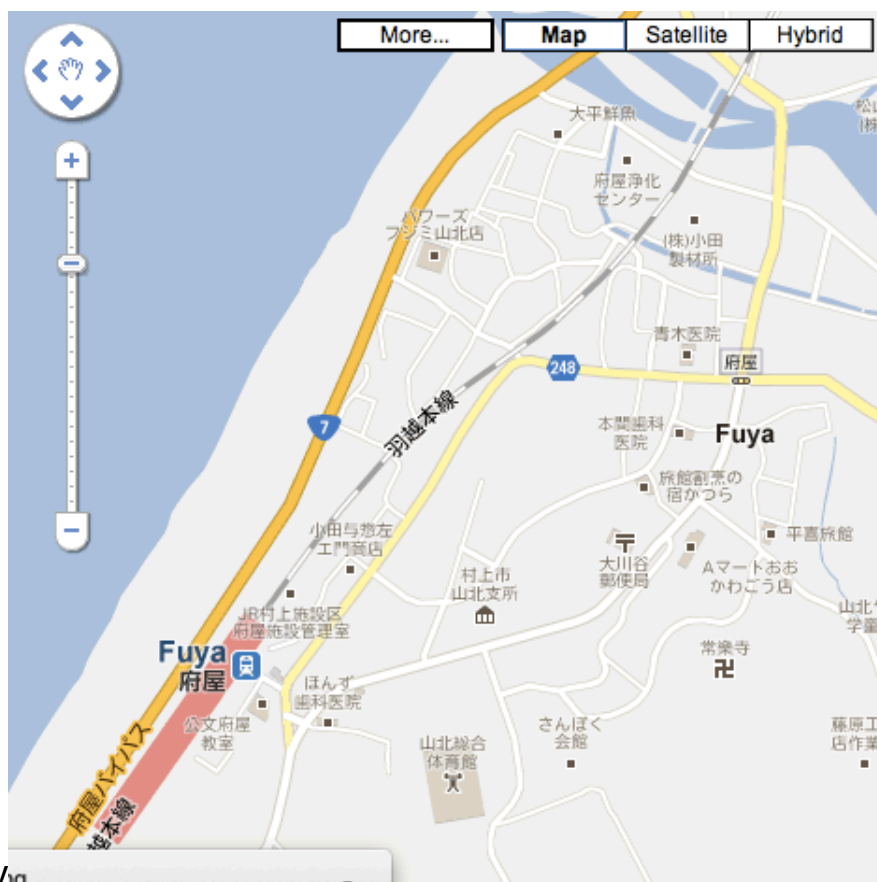 More...
Map
Satellite
Hybrid
大平鮮魚
松山
(株
府屋浄化
センター
パワーズ
フジミ山北店
(株)小田
製材所
青木医院
府屋
248
羽越本線
7
本間歯科
医院
Fuya
旅館割烹の
宿かつら
小田与惣左
エ門商店
大川谷
郵便局
平喜旅館
Aマートおお
かわごう店
村上市
山北支所
JR村上施設区
府屋施設管理室
山北
学童
Fuya
府屋
常樂寺
ほんず
歯科医院
公文府屋
教室
さんぽく
会館
藤原工
店作業
山北総合
体育館
府屋バイパス
越本線